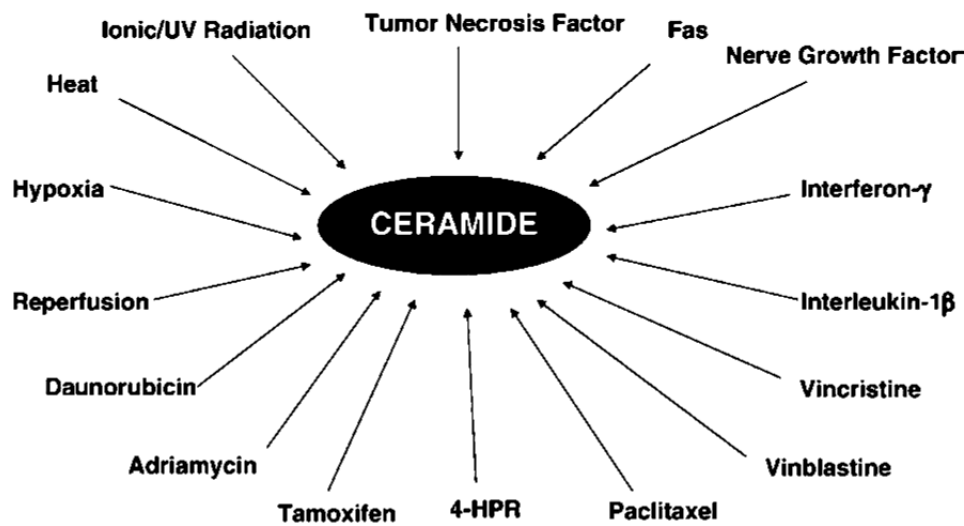 Ionic/UV Radiation
Tumor Necrosis Factor
Fas
Nerve Growth Factor
Heat
Hypoxia
Interferon-γ
CERAMIDE
Reperfusion
Interleukin-1β
Daunorubicin
Vincristine
Adriamycin
Vinblastine
Tamoxifen
4-HPR
Paclitaxel